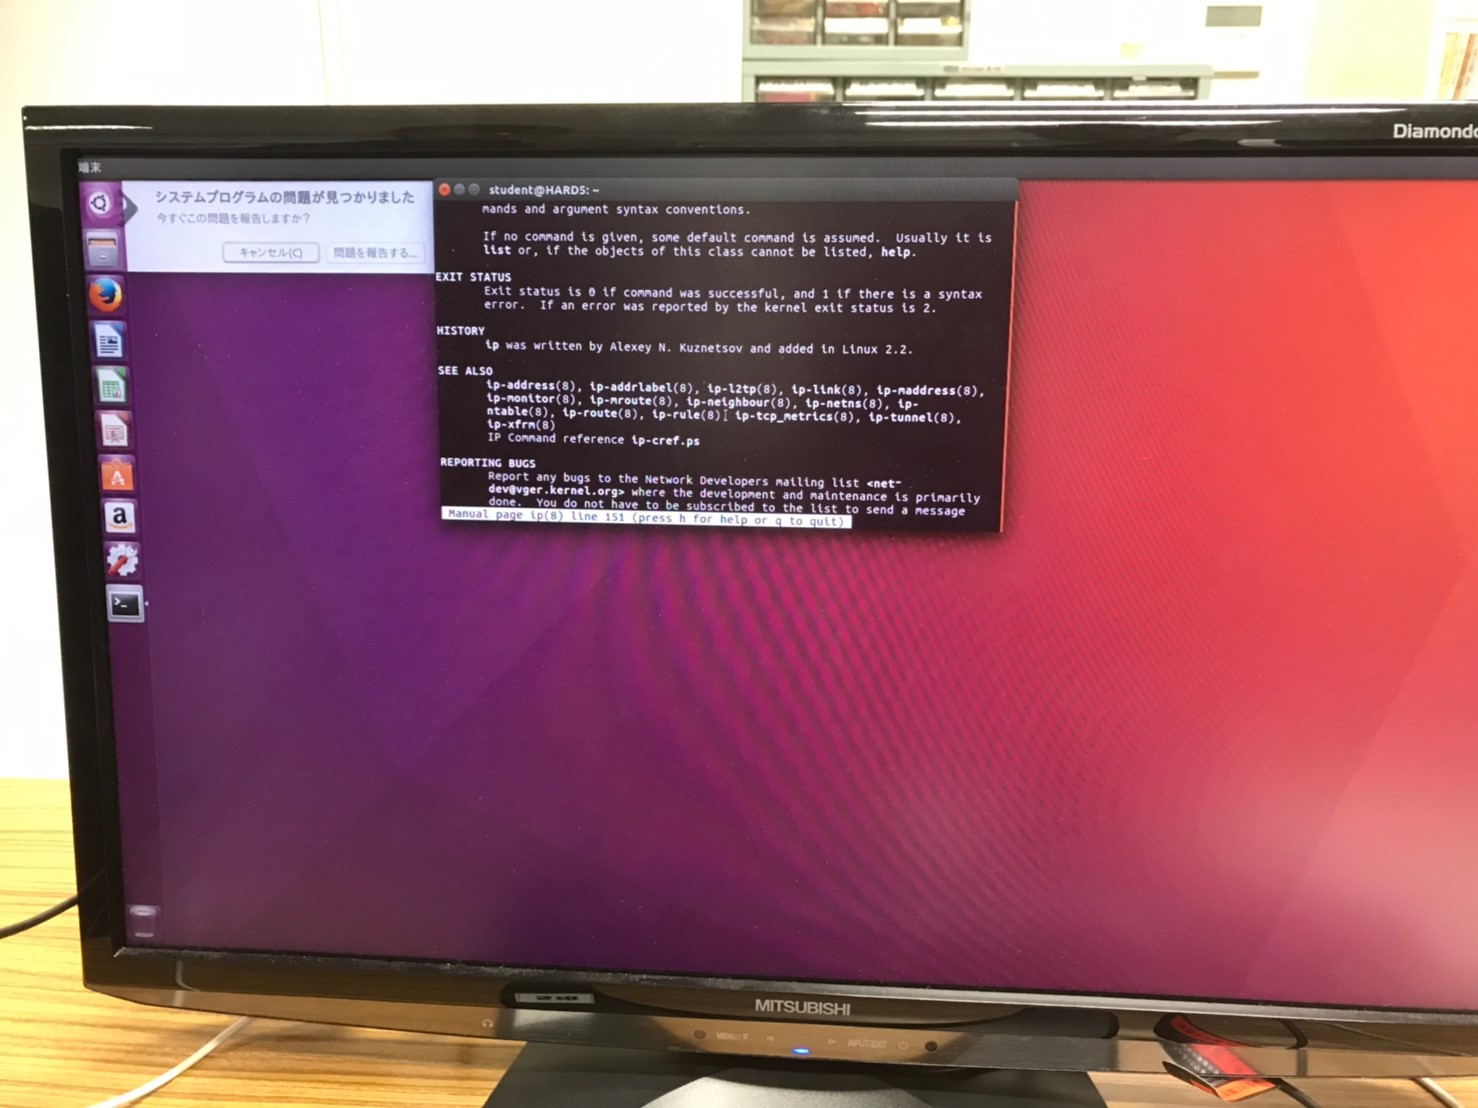 Diamond
端末
システムプログラムの問題が見つかりました
今すぐこの問題を報告しますか?
キャンセル(C)
問題を報告する...
student@HARD5: ~
mands and argument syntax conventions.
If no command is given, some default command is assumed.  Usually it is
list or, if the objects of this class cannot be listed, help.
EXIT STATUS
Exit status is 0 if command was successful, and 1 if there is a syntax
error.  If an error was reported by the kernel exit status is 2.
HISTORY
ip was written by Alexey N. Kuznetsov and added in Linux 2.2.
SEE ALSO
ip-address(8), ip-addrlabel(8), ip-l2tp(8), ip-link(8), ip-maddress(8),
ip-monitor(8), ip-mroute(8), ip-neighbour(8), ip-netns(8), ip-
ntable(8), ip-route(8), ip-rule(8), ip-tcp_metrics(8), ip-tunnel(8),
ip-xfrm(8)
IP Command reference ip-cref.ps
REPORTING BUGS
Report any bugs to the Network Developers mailing list <net-
dev@vger.kernel.org> where the development and maintenance is primarily
done.  You do not have to be subscribed to the list to send a message
Manual page ip(8) line 151 (press h for help or q to quit)
MITSUBISHI
MENU/
INPUT/EXIT